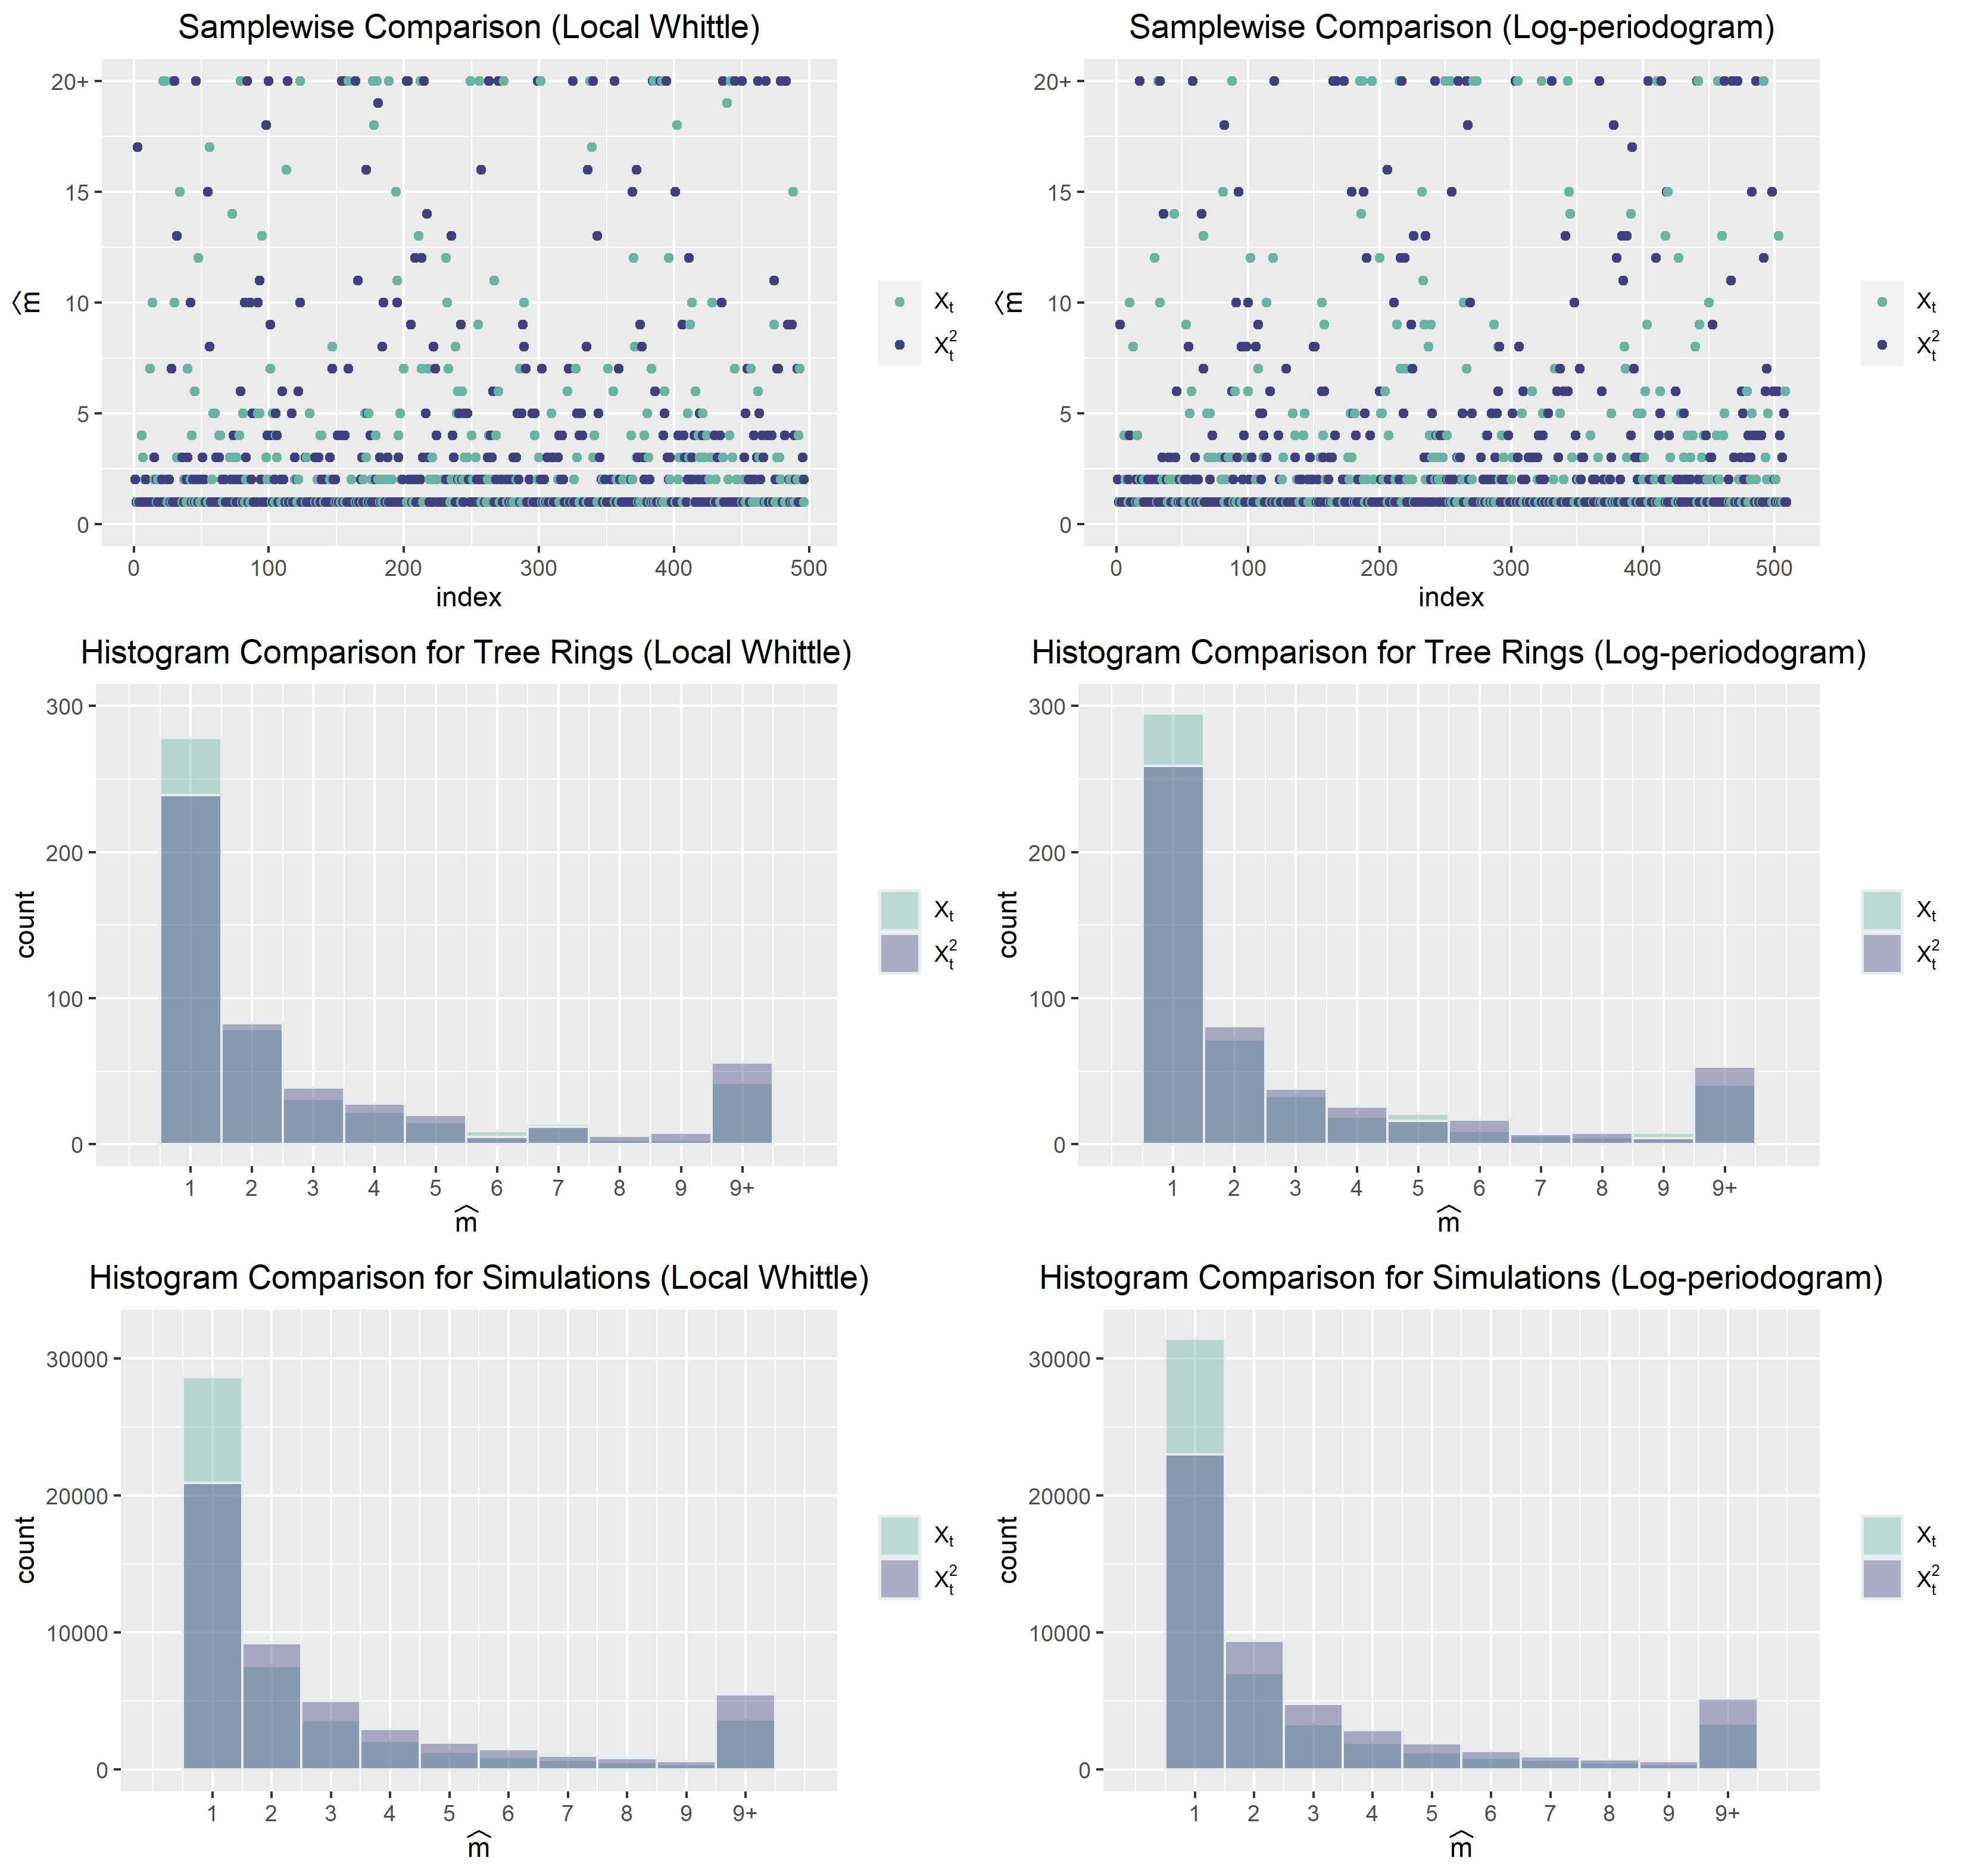 Samplewise Comparison (Local Whittle)
20+
15
10
5
0
m̂
0 100 200 300 400 500
index
X_t
X_t^2
Samplewise Comparison (Log-periodogram)
20+
15
10
5
0
m̂
0 100 200 300 400 500
index
X_t
X_t^2
Histogram Comparison for Tree Rings (Local Whittle)
300
200
100
0
count
1 2 3 4 5 6 7 8 9 9+
m̂
X_t
X_t^2
Histogram Comparison for Tree Rings (Log-periodogram)
300
200
100
0
count
1 2 3 4 5 6 7 8 9 9+
m̂
X_t
X_t^2
Histogram Comparison for Simulations (Local Whittle)
30000
20000
10000
0
count
1 2 3 4 5 6 7 8 9 9+
m̂
X_t
X_t^2
Histogram Comparison for Simulations (Log-periodogram)
30000
20000
10000
0
count
1 2 3 4 5 6 7 8 9 9+
m̂
X_t
X_t^2